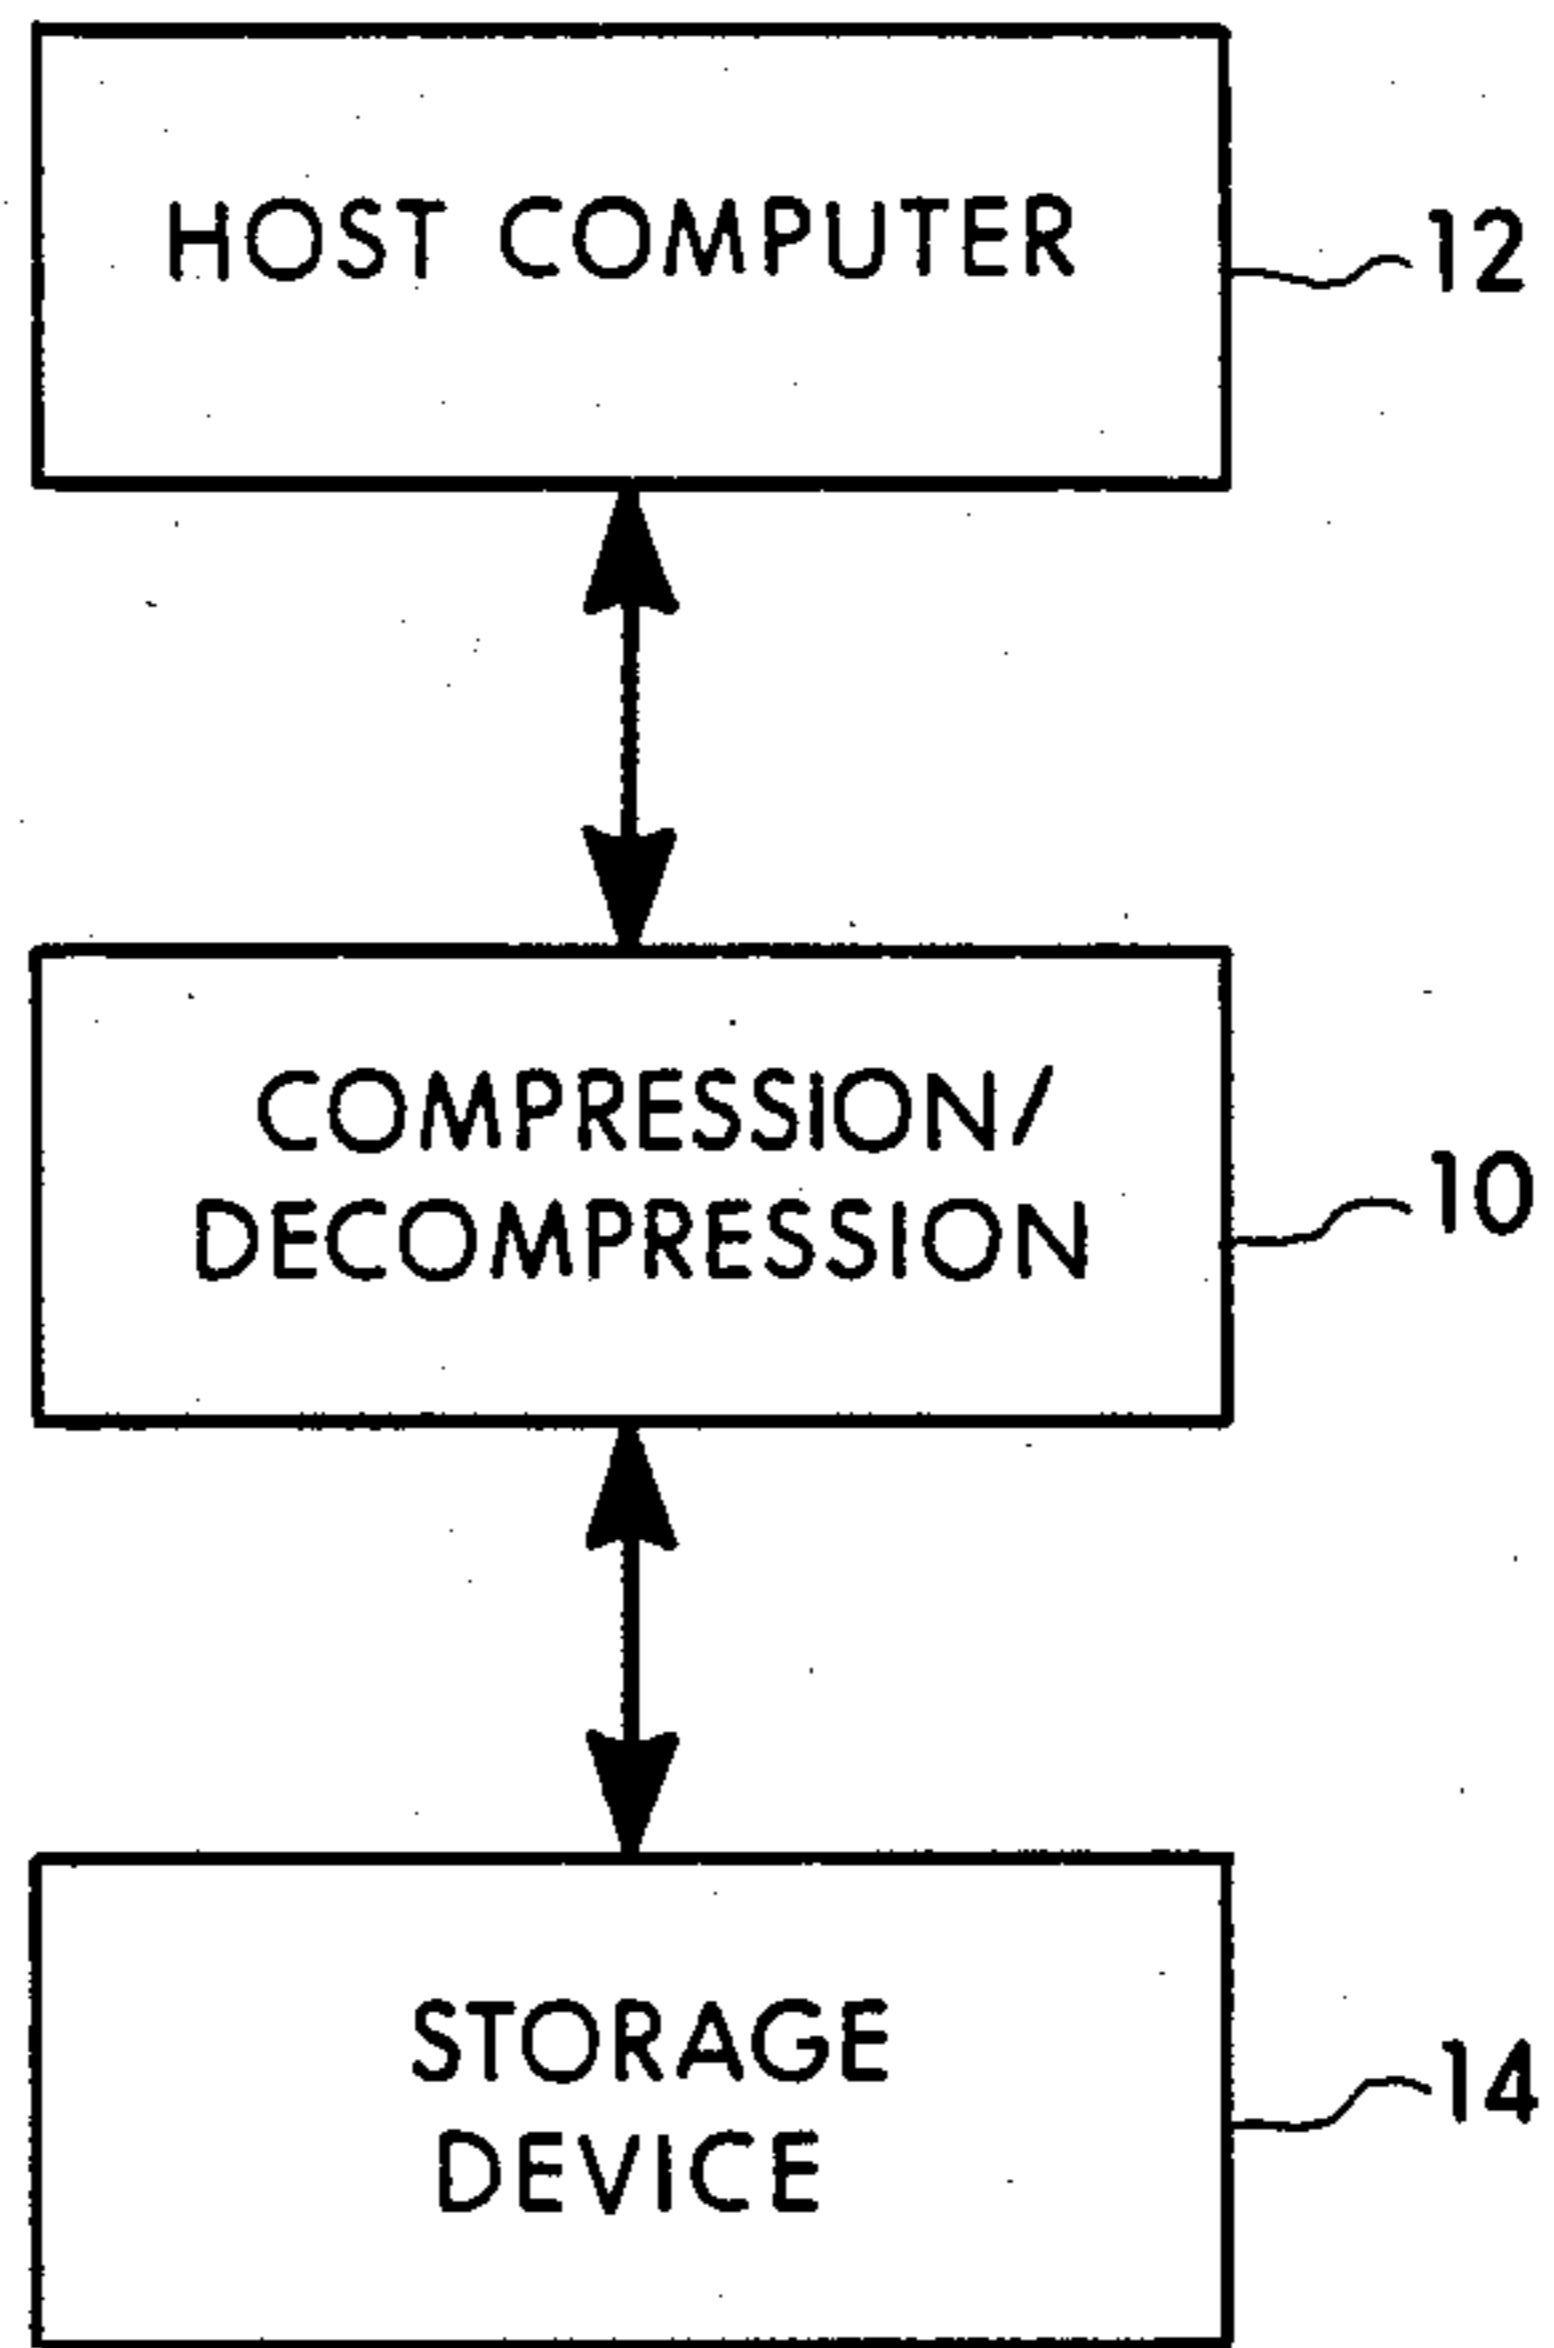 HOST COMPUTER
12
COMPRESSION/
DECOMPRESSION
10
STORAGE
DEVICE
14